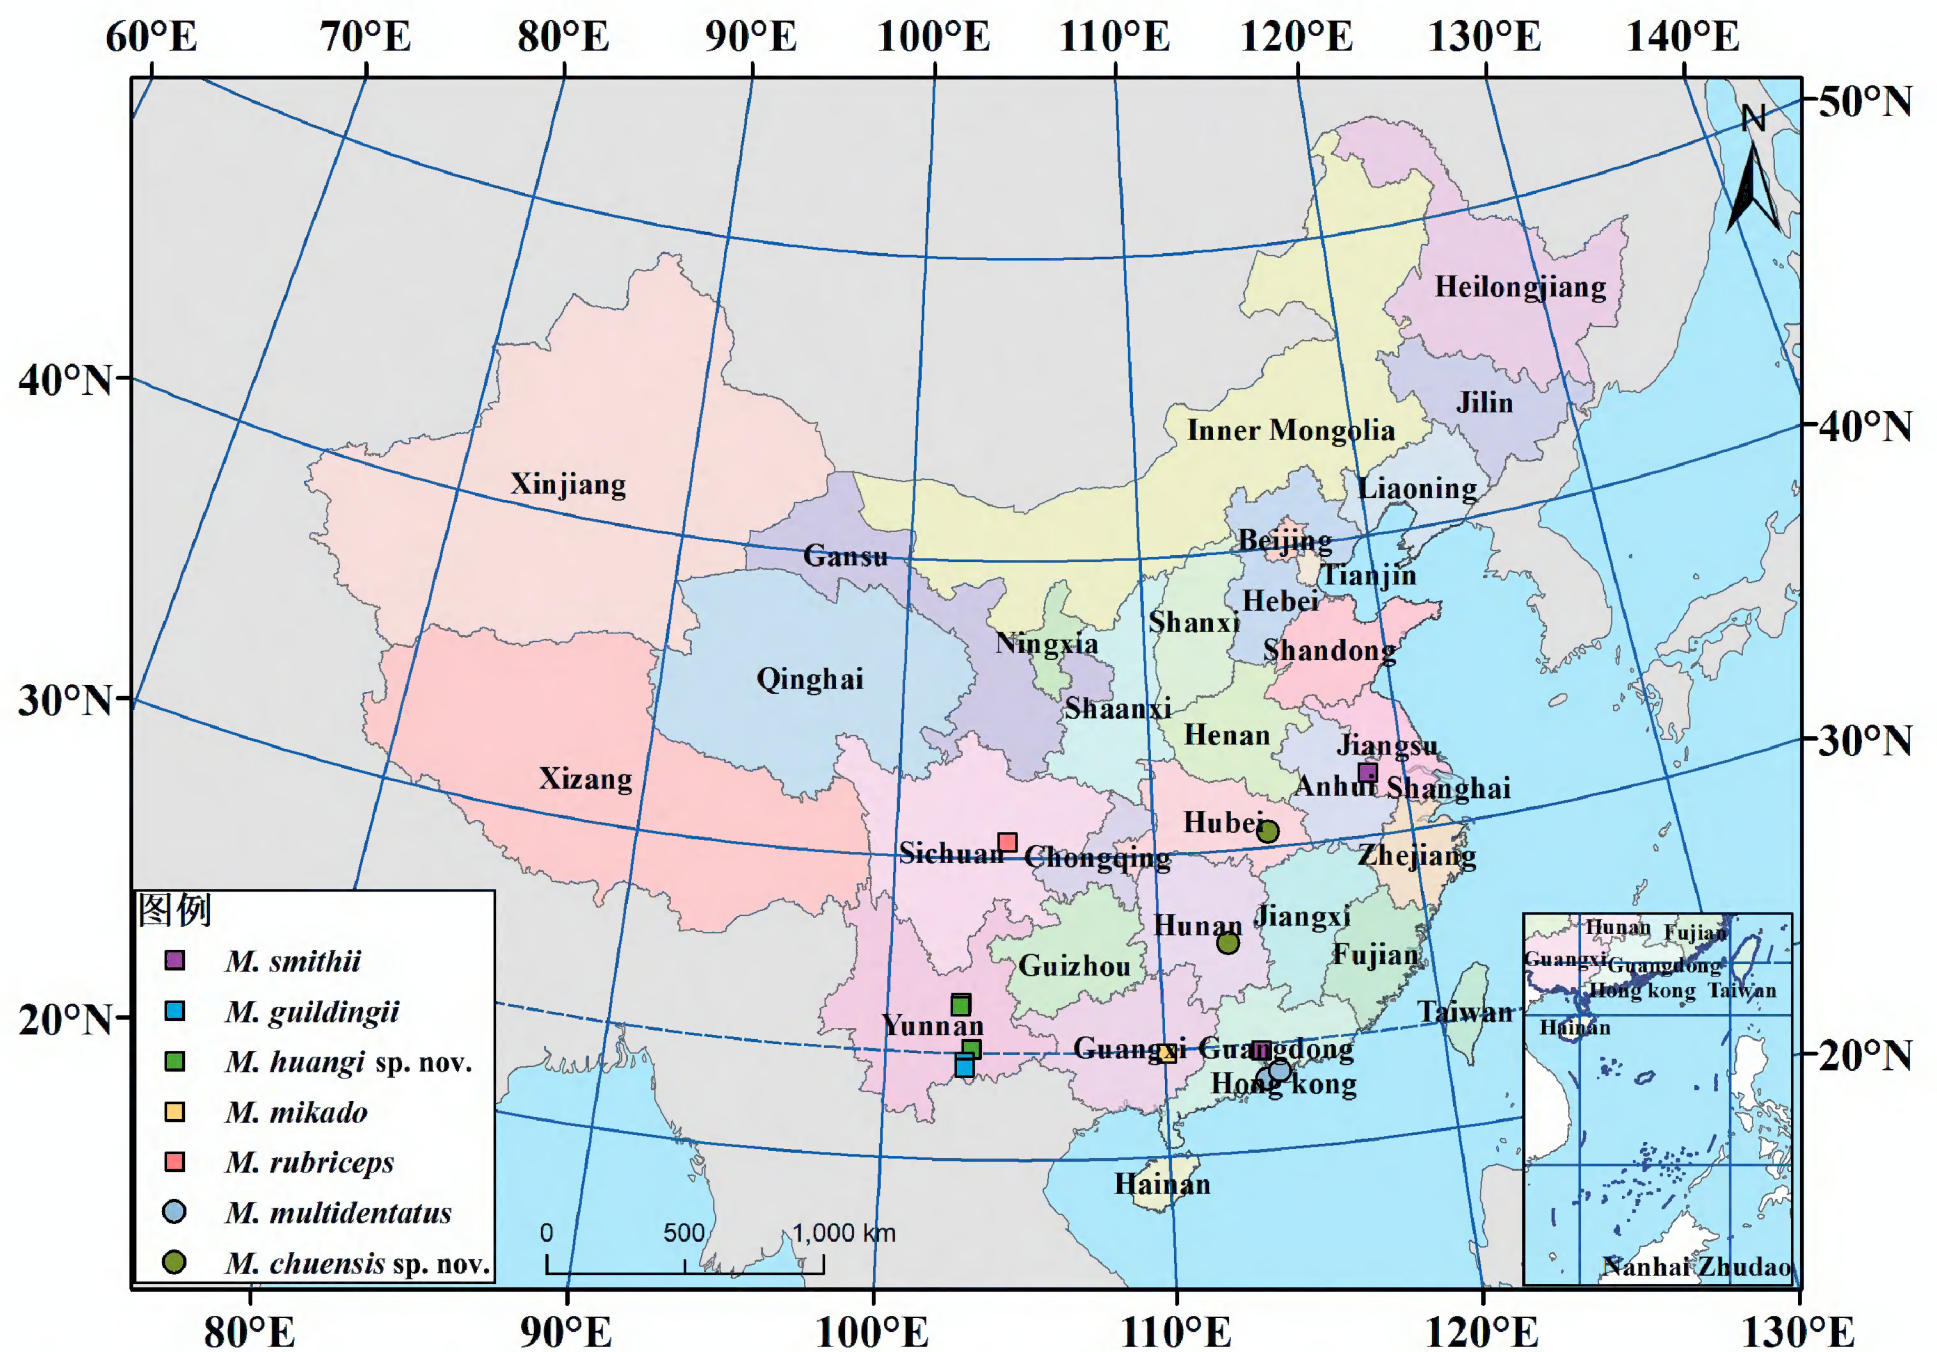 60°E 70°E 80°E 90°E 100°E 110°E 120°E 130°E 140°E
50°N
N
Heilongjiang
40°N
Jilin
40°N
Inner Mongolia
Xinjiang
Liaoning
Beijing
Gansu
Tianjin
Hebei
Shanxi
Ningxia
Shandong
Qinghai
30°N
Shaanxi
Henan
30°N
Jiangsu
Xizang
Anhui
Shanghai
Hubei
Sichuan
Chongqing
Zhejiang
Jiangxi
Hunan
Fujian
Guizhou
Taiwan
20°N
Yunnan
Guangxi
Guangdong
20°N
Hong kong
Hainan
图例
M. smithii
M. guildingii
M. huangi sp. nov.
M. mikado
M. rubriceps
M. multidentatus
M. chuensis sp. nov.
0 500 1,000 km
Hunan
Fujian
Guangxi
Guangdong
Hong kong
Taiwan
Hainan
Nanhai Zhudao
80°E 90°E 100°E 110°E 120°E 130°E